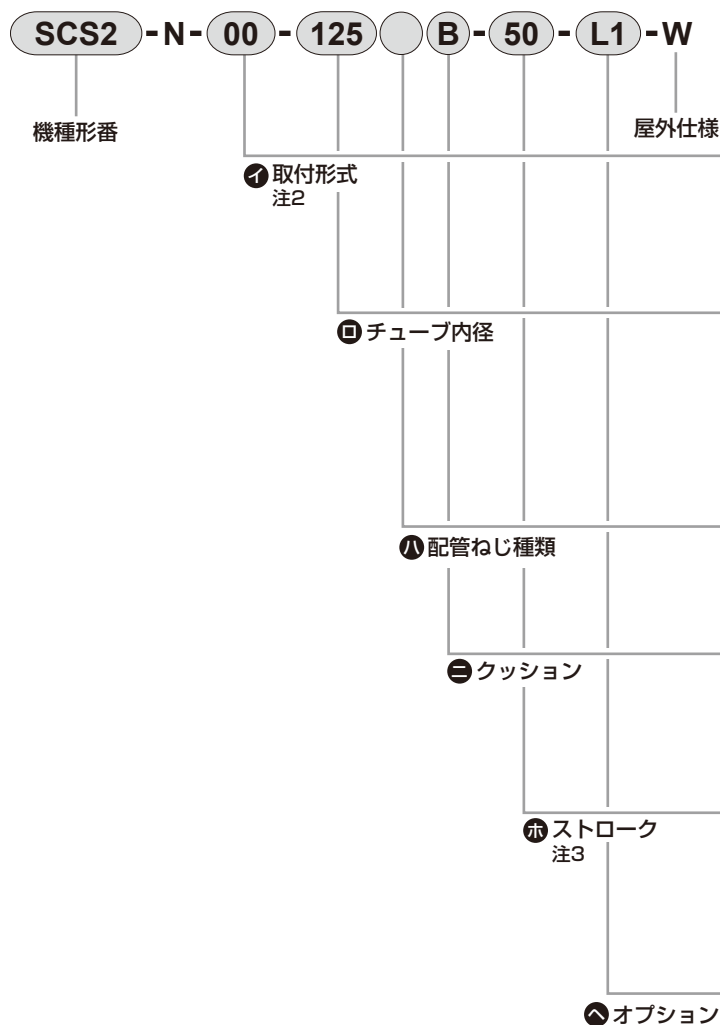 SCS2-N-00-125 B-50-L1-W
機種形番
屋外仕様
イ 取付形式
注2
ロ チューブ内径
ハ 配管ねじ種類
ニ クッション
ホ ストローク
注3
ヘ オプション